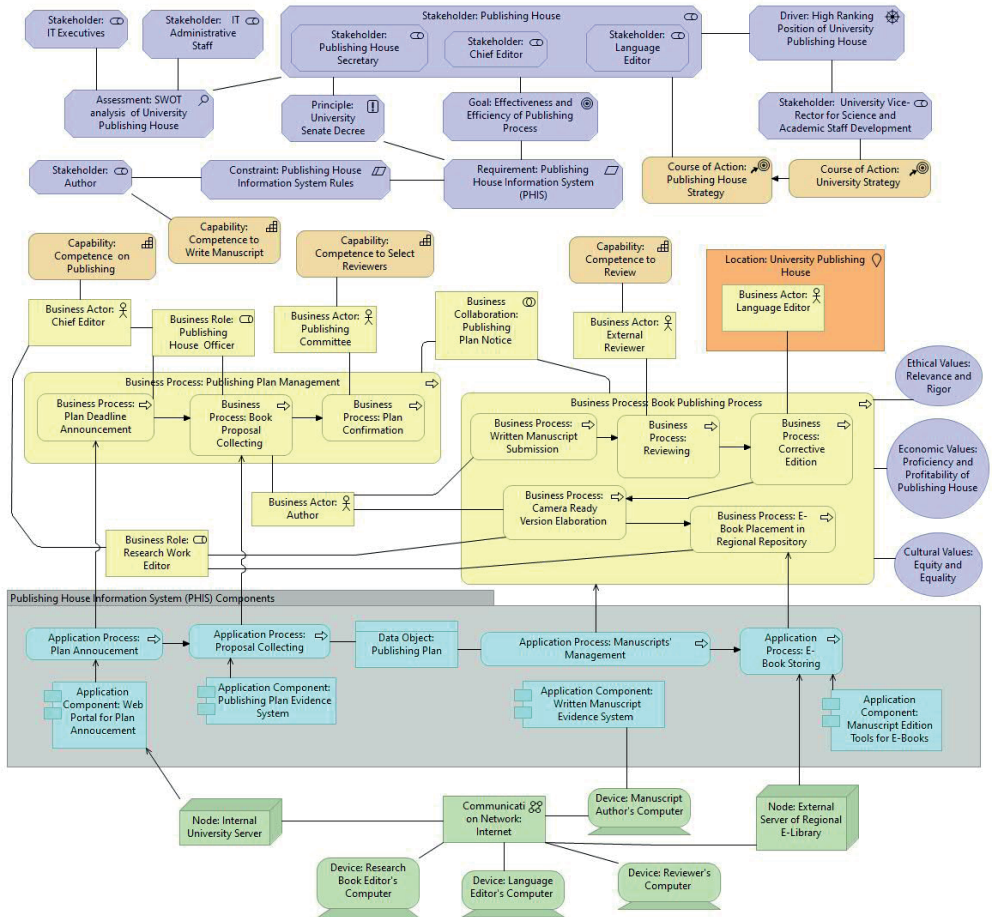 Stakeholder:
IT Executives
Stakeholder: IT
Administrative
Staff
Stakeholder: Publishing House
Stakeholder:
Publishing House
Secretary
Stakeholder:
Chief Editor
Stakeholder:
Language
Editor
Driver: High Ranking
Position of University
Publishing House
Assessment: SWOT
analysis of University
Publishing House
Principle:
University
Senate Decree
Goal: Effectiveness and
Efficiency of Publishing
Process
Stakeholder: University Vice-
Rector for Science and
Academic Staff Development
Stakeholder:
Author
Constraint: Publishing House
Information System Rules
Requirement: Publishing
House Information System
(PHIS)
Course of Action:
Publishing House
Strategy
Course of Action:
University Strategy
Capability:
Competence on
Publishing
Capability:
Competence to
Write Manuscript
Capability:
Competence to Select
Reviewers
Capability:
Competence to
Review
Location: University Publishing
House
Business Actor:
Language Editor
Business Actor:
Chief Editor
Business Role:
Publishing
House Officer
Business Actor:
Publishing
Committee
Business
Collaboration:
Publishing
Plan Notice
Business Actor:
External
Reviewer
Ethical Values:
Relevance and
Rigor
Business Process: Publishing Plan Management
Business Process:
Plan Deadline
Announcement
Business
Process: Book
Proposal
Collecting
Business
Process: Plan
Confirmation
Business Process: Book Publishing Process
Business Process:
Written Manuscript
Submission
Business
Process:
Reviewing
Business
Process:
Corrective
Edition
Economic Values:
Proficiency and
Profitability of
Publishing House
Business Actor:
Author
Business Process:
Camera Ready
Version Elaboration
Business Process: E-
Book Placement in
Regional Repository
Business Role:
Research Work
Editor
Cultural Values:
Equity and
Equality
Publishing House Information System (PHIS) Components
Application Process:
Plan Annoucement
Application Process:
Proposal Collecting
Data Object:
Publishing Plan
Application Process: Manuscripts'
Management
Application
Process: E-
Book Storing
Application
Component: Web
Portal for Plan
Annoucement
Application Component:
Publishing Plan Evidence
System
Application Component:
Written Manuscript
Evidence System
Application
Component:
Manuscript Edition
Tools for E-Books
Node: Internal
University Server
Communicati
on Network:
Internet
Device: Manuscript
Author's Computer
Node: External
Server of Regional
E-Library
Device: Research
Book Editor's
Computer
Device: Language
Editor's Computer
Device: Reviewer's
Computer